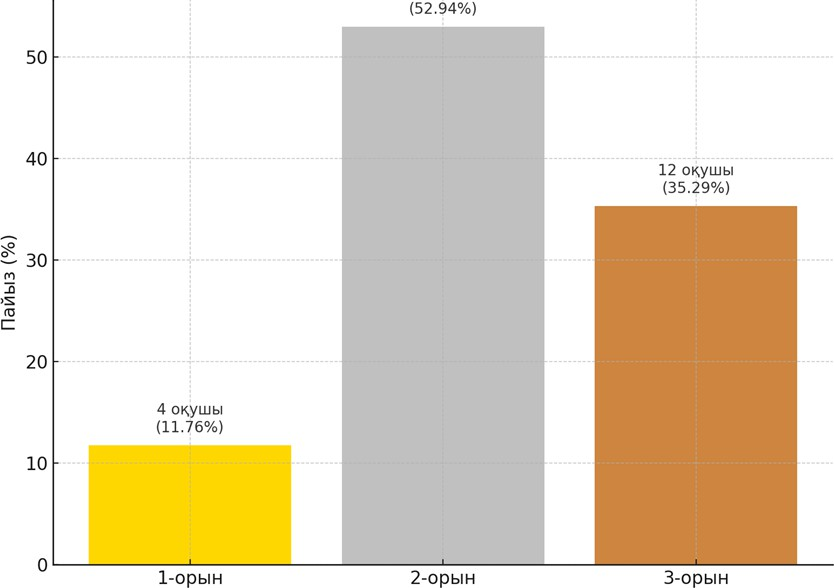 (52.94%)
50
40
12 оқушы
(35.29%)
Пайыз (%)
30
20
4 оқушы
(11.76%)
10
0
1-орын
2-орын
3-орын